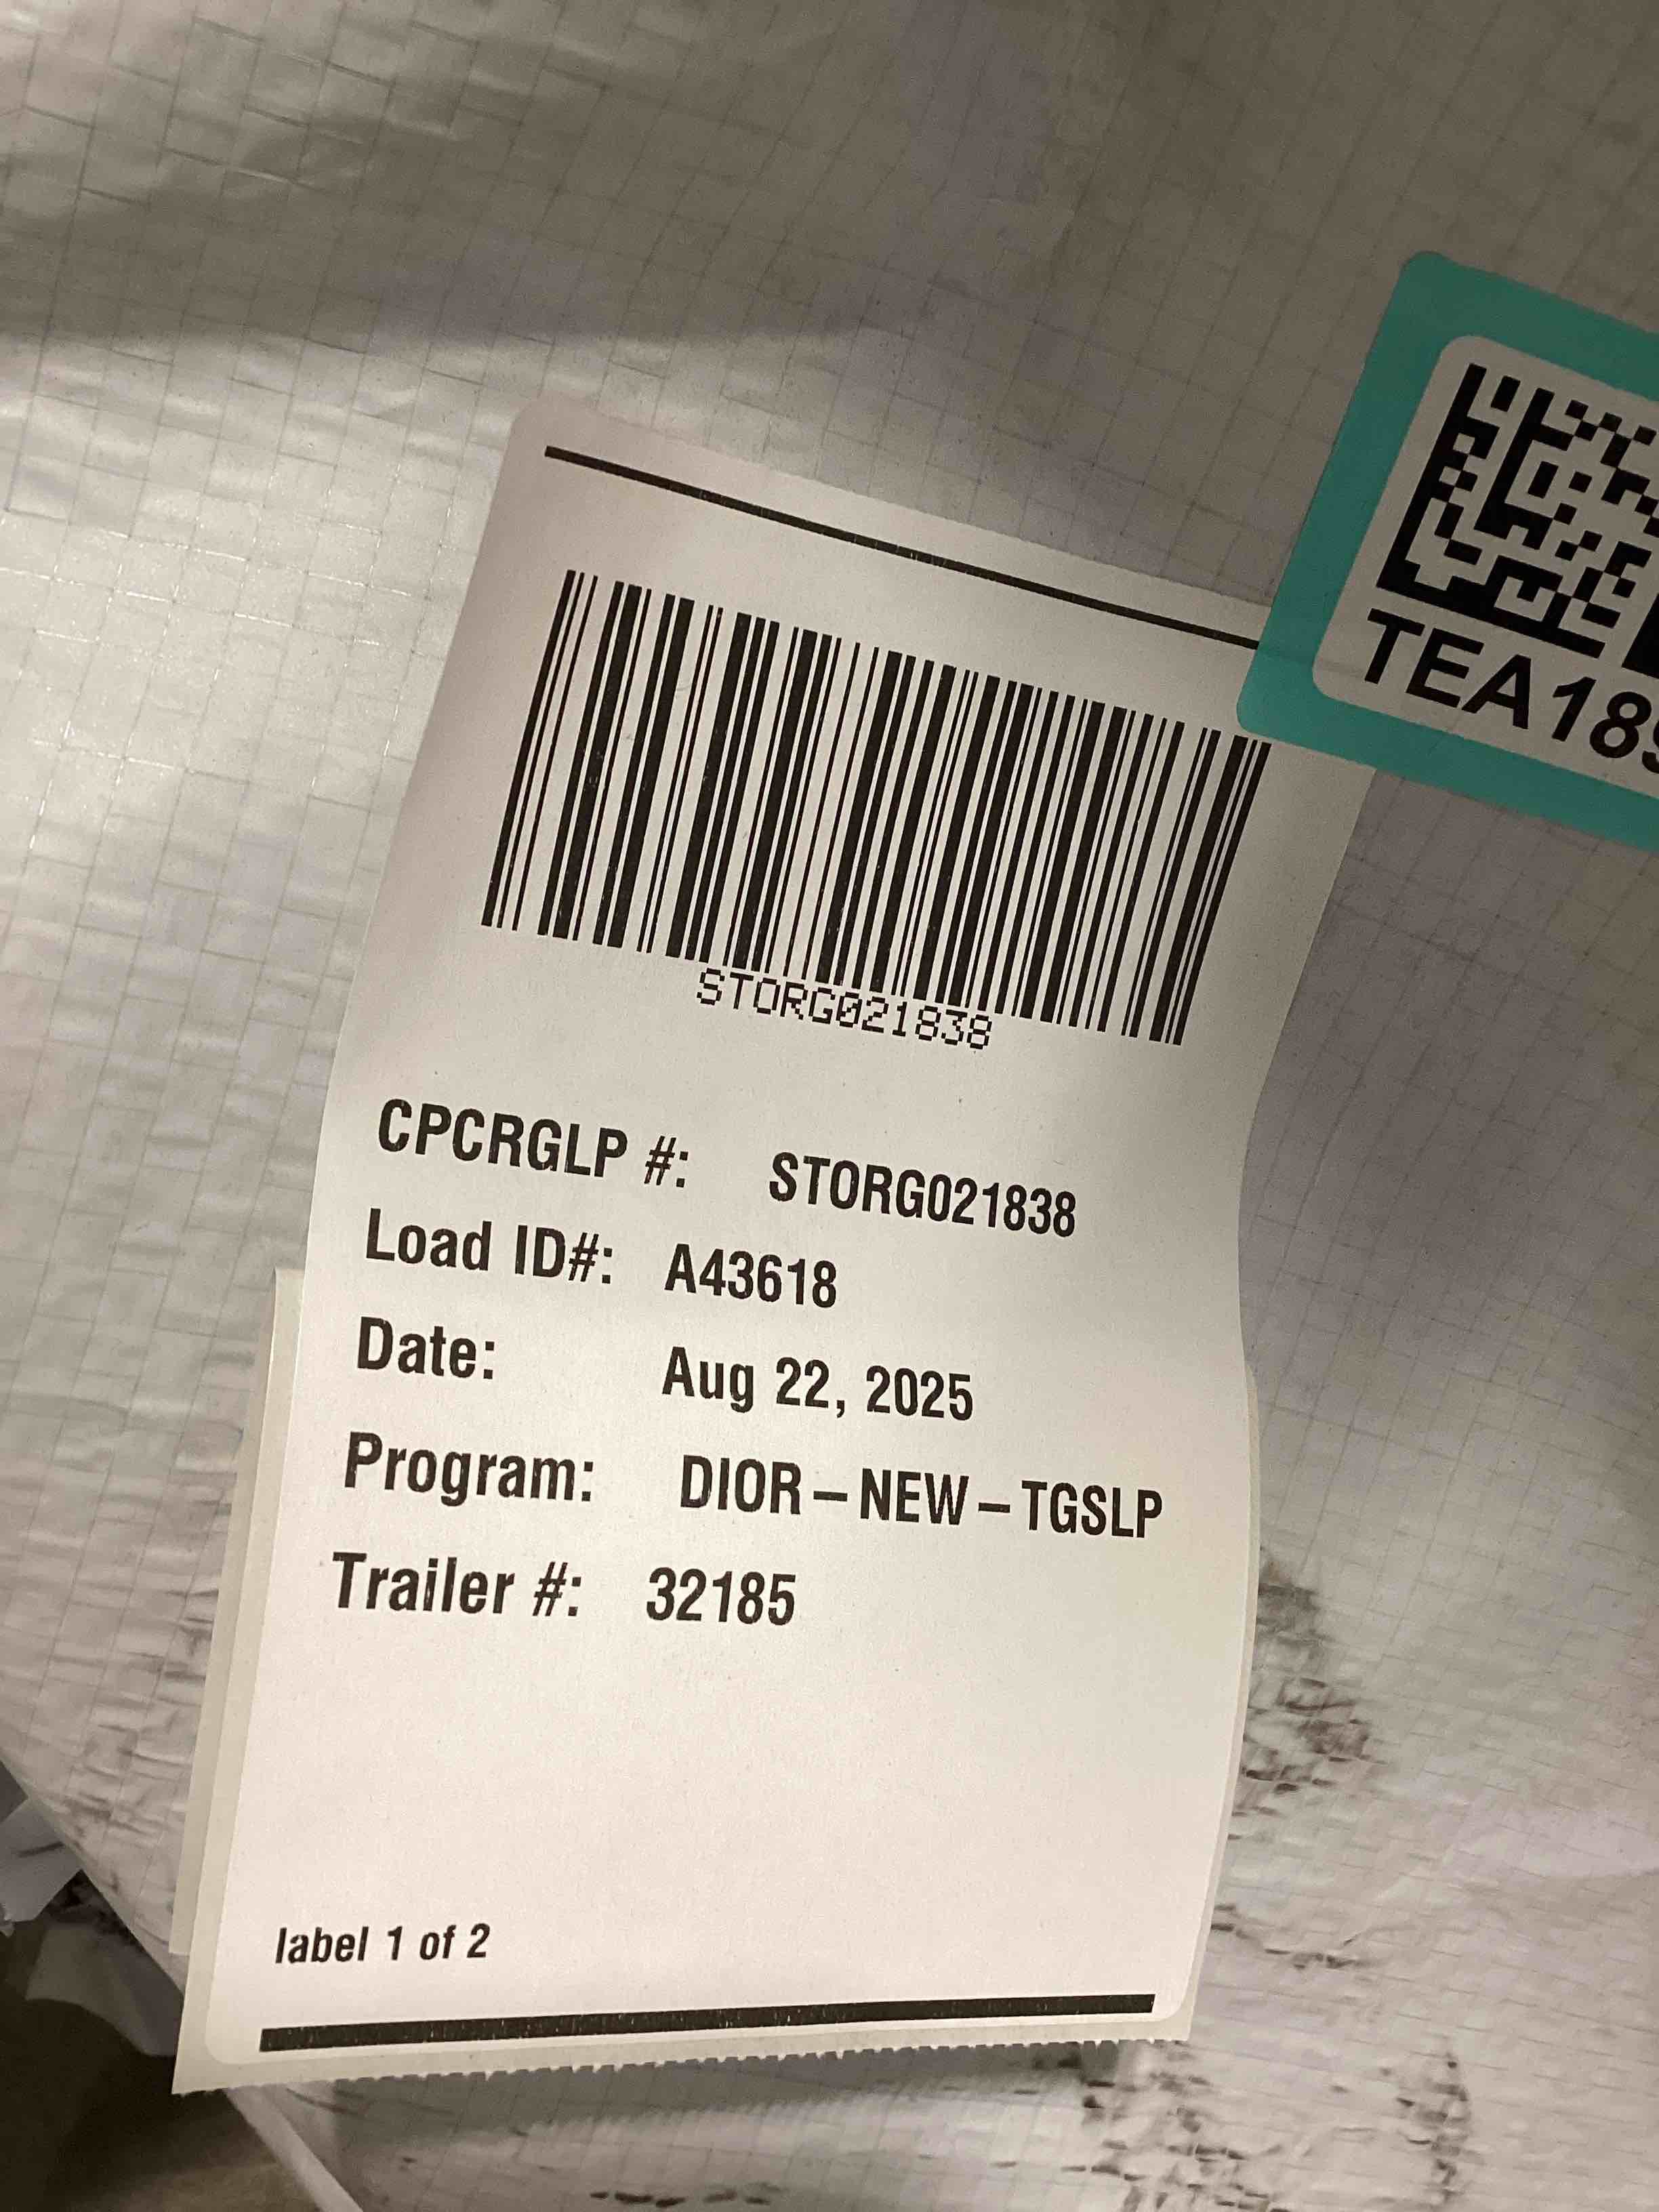 TEA189
STORG021838
CPCRGLP #: STORG021838
Load ID#: A43618
Date: Aug 22, 2025
Program: DIOR – NEW – TGSLP
Trailer #: 32185
label 1 of 2